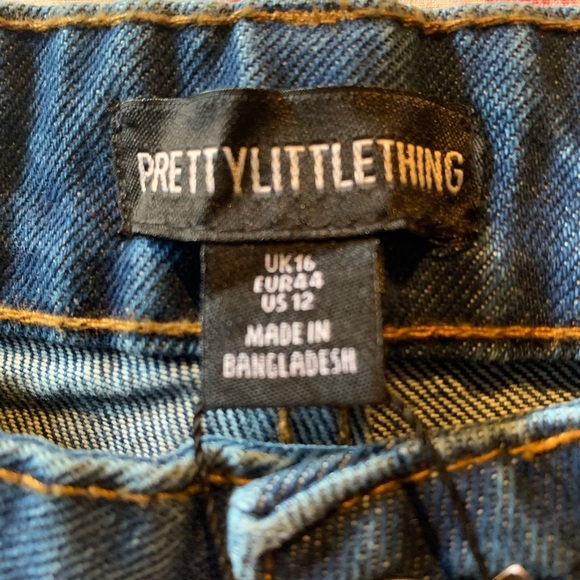 PRETTYLITTLETHING
UK16
EUR44
US 12
MADE IN
BANGLADESH